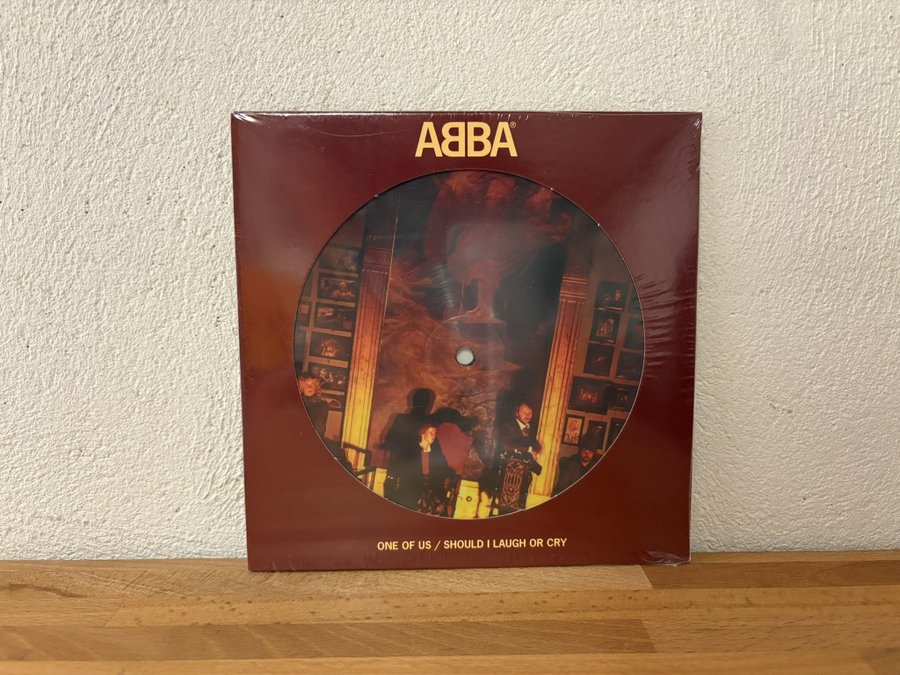 ABBA®
ONE OF US / SHOULD I LAUGH OR CRY